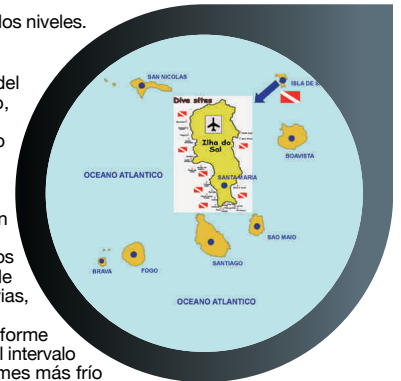 los niveles.
del
o
n
os
de
rias,
forme
l intervalo
mes más frío
SAN NICOLAS
ISLA DE S
Dive sites
Ilha do
Sal
BOAVISTA
SANTA MARIA
OCEANO ATLANTICO
SAO MAIO
BRAVA
FOGO
SANTIAGO
OCEANO ATLANTICO